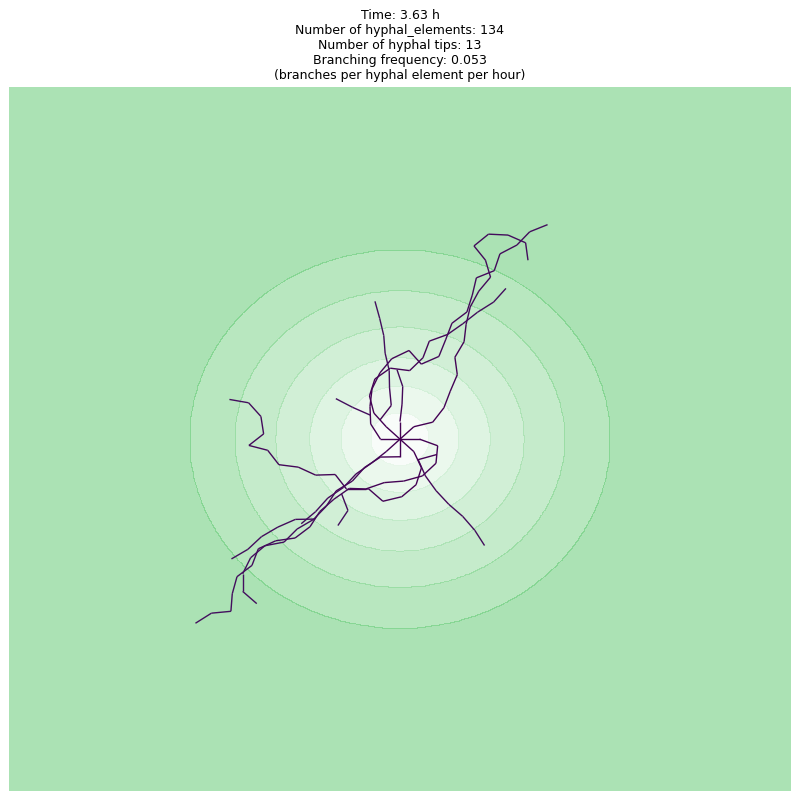 Time: 3.63 h
Number of hyphal_elements: 134
Number of hyphal tips: 13
Branching frequency: 0.053
(branches per hyphal element per hour)